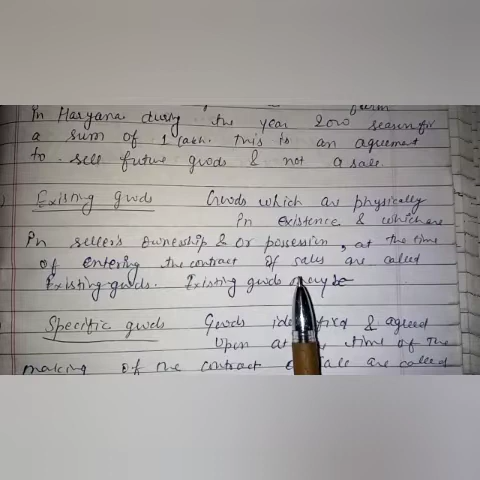 farm
In Haryana during the year 2000 season for
a sum of 1 lakh. This is an agreement
to sell future goods & not a sale
Existing goods Goods which are physically
in existence & which are
in seller's ownership & or possession, at the time
of entering the contract of sales are called
Existing goods. Existing goods may be
Specific goods Goods identified & agreed
upon at time of the
making of the contract of sale are called